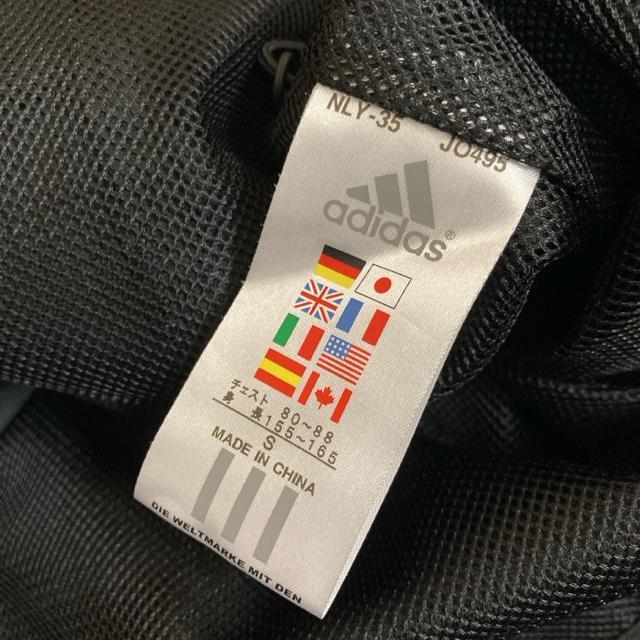 NLY-35 JO495
adidas®
チェスト 80~88
身 長 155~165
S
MADE IN CHINA
DIE WELTMARKE MIT DEN